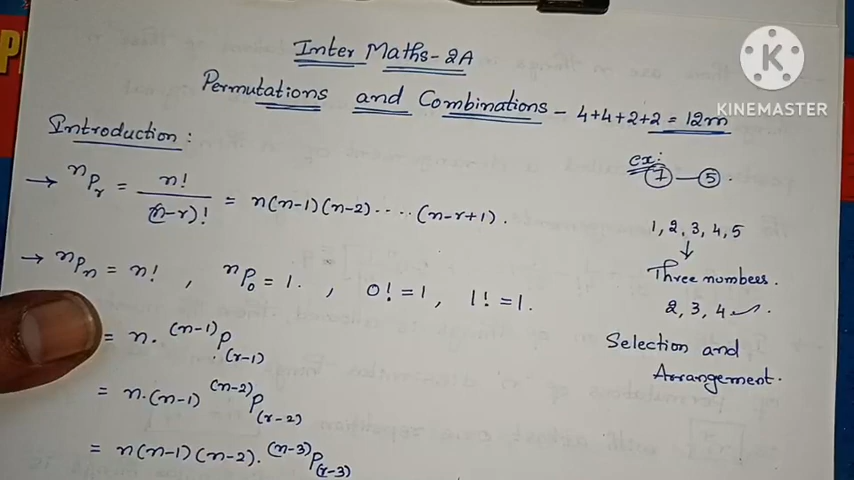 Inter Maths-2A
Permutations and Combinations - 4+4+2+2 = 12m
Introduction:
→ ⁿPᵣ = n!/(n-r)! = n(n-1)(n-2)....(n-r+1).
→ ⁿPₙ = n! , ⁿP₀ = 1. , 0! = 1, 1! = 1.
= n. ⁽ⁿ⁻¹⁾P₍ᵣ₋₁₎
= n.(n-1) ⁽ⁿ⁻²⁾P₍ᵣ₋₂₎
= n(n-1)(n-2). ⁽ⁿ⁻³⁾P₍ᵣ₋₃₎
ex:
7 — 5.
1, 2, 3, 4, 5
↓
Three numbers.
2, 3, 4 ✓
Selection and
Arrangement.
K
KINEMASTER